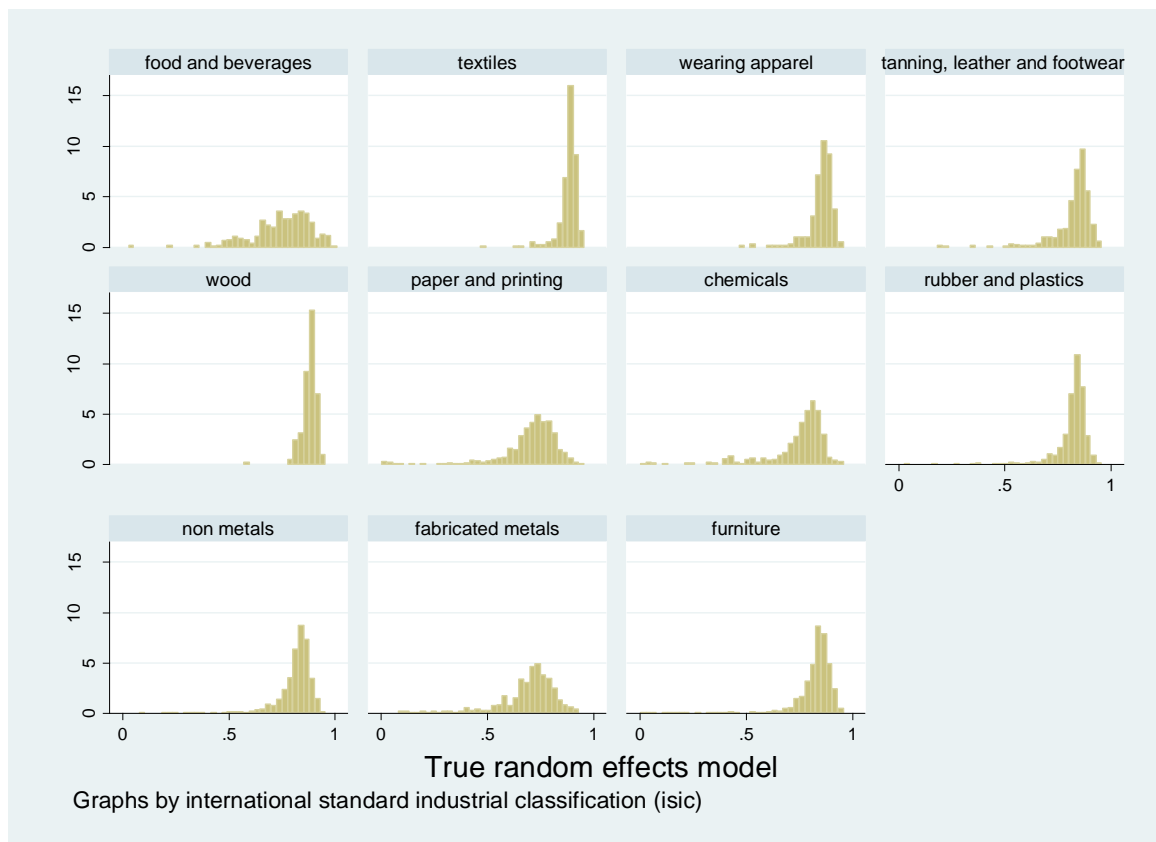 food and beverages
textiles
wearing apparel
tanning, leather and footwear
15
10
5
0
wood
paper and printing
chemicals
rubber and plastics
15
10
5
0
0 .5 1
non metals
fabricated metals
furniture
15
10
5
0
0 .5 1
0 .5 1
0 .5 1
True random effects model
Graphs by international standard industrial classification (isic)